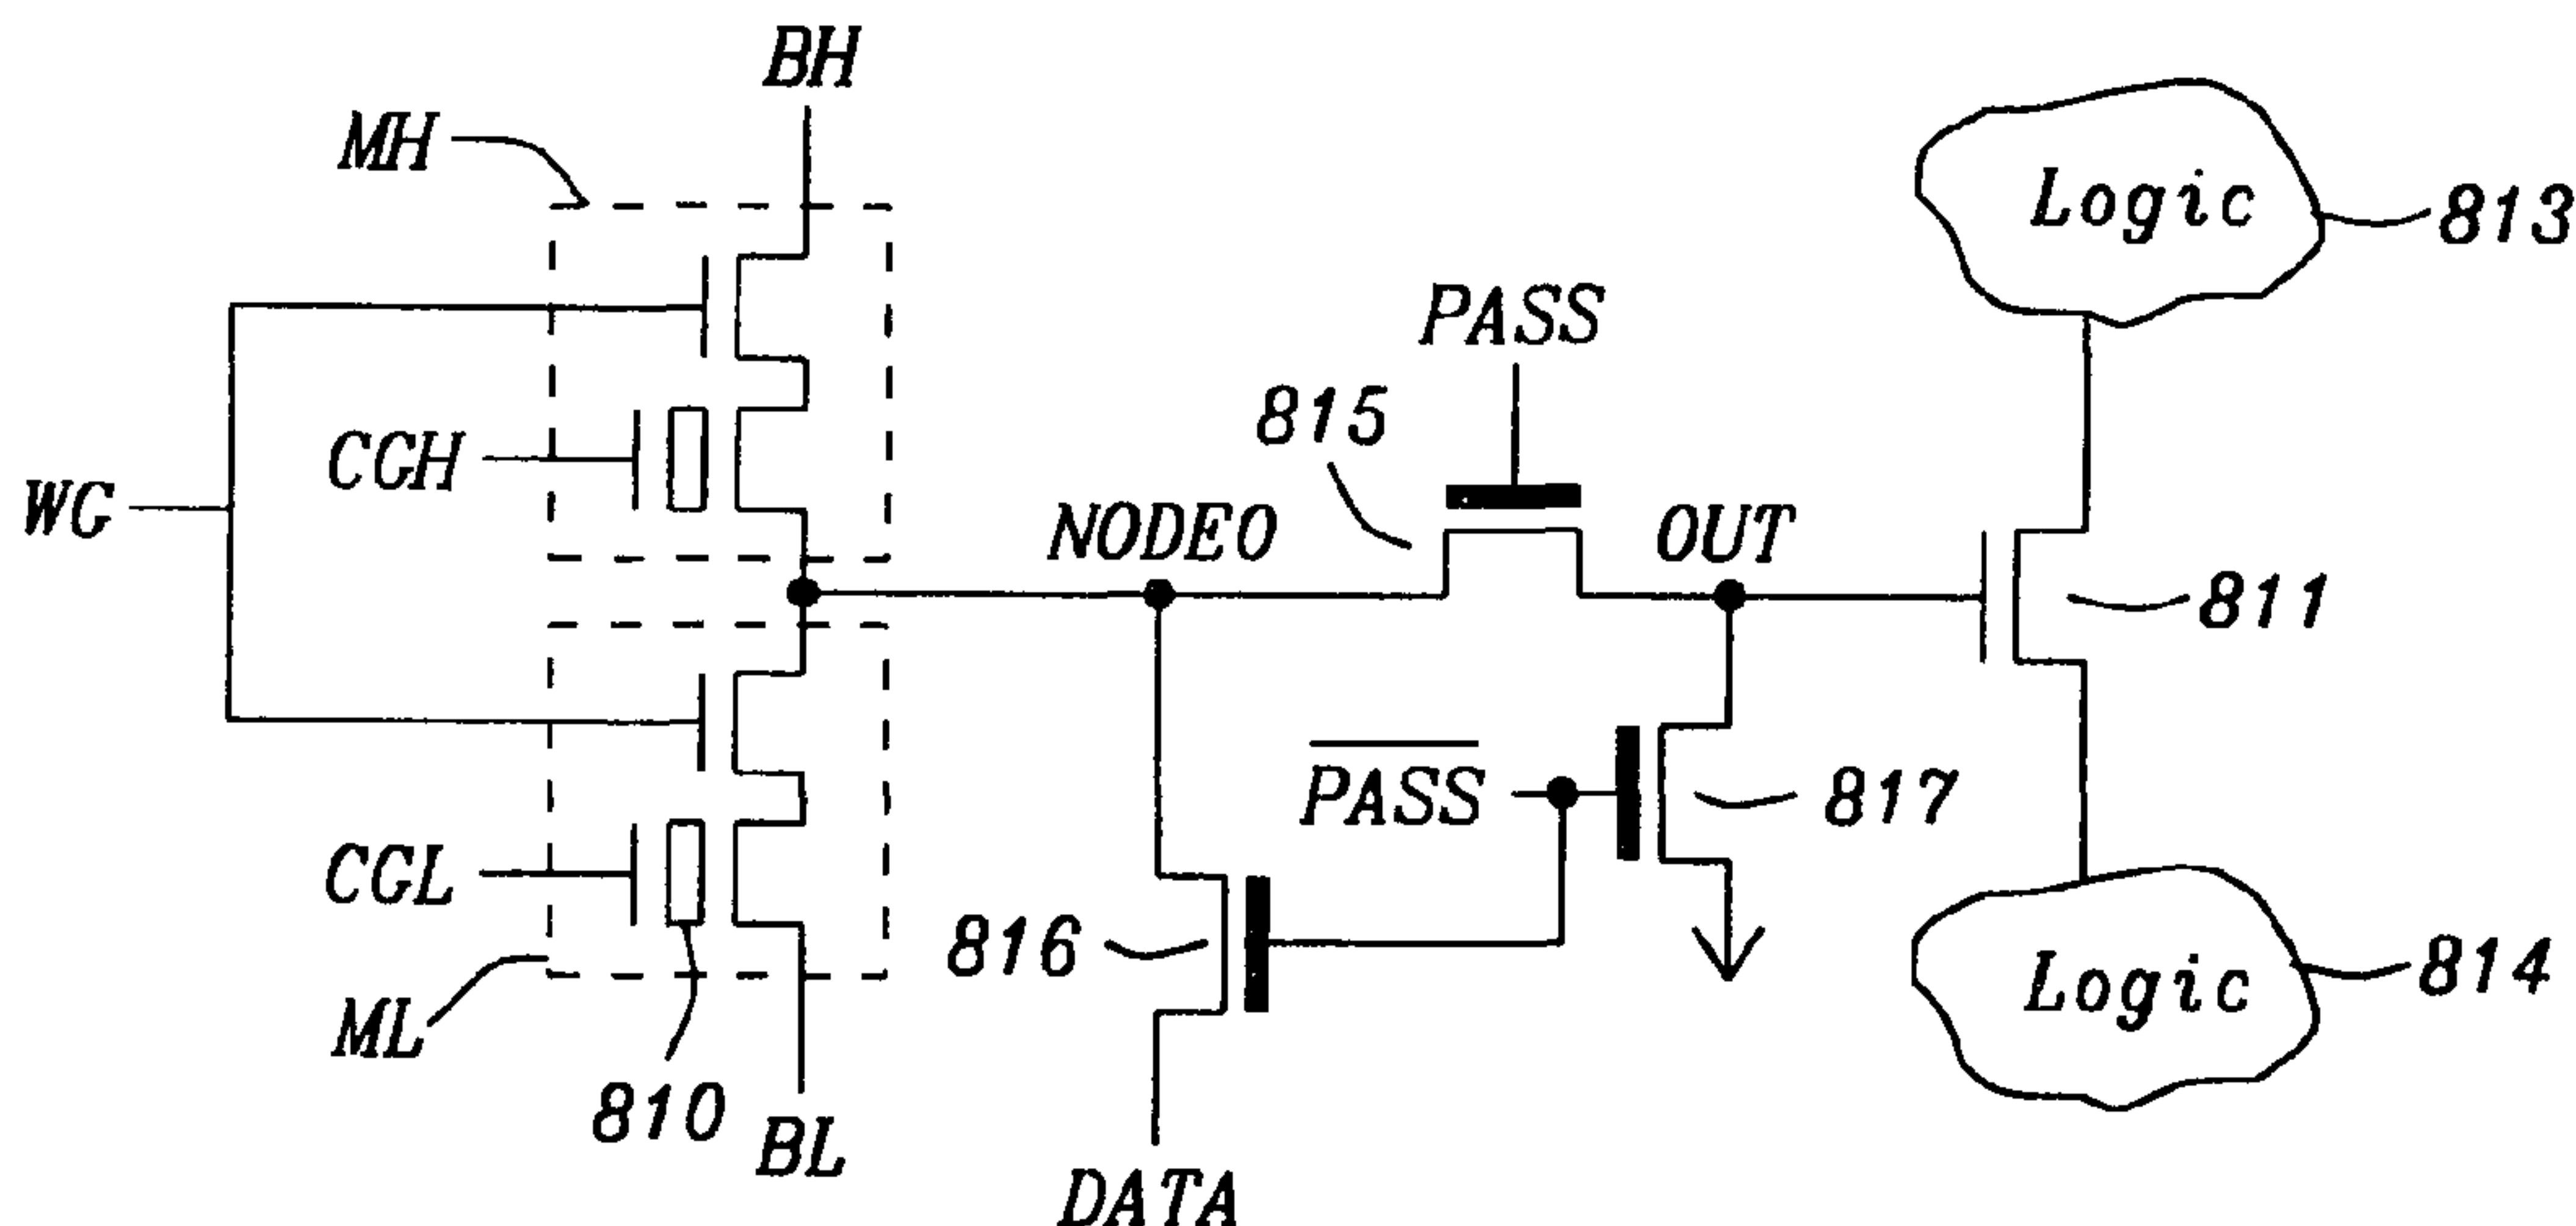 BH
MH
Logic
813
PASS
815
CGH
WG
NODEO
OUT
811
PASS
817
CGL
816
Logic
814
ML
810
BL
DATA